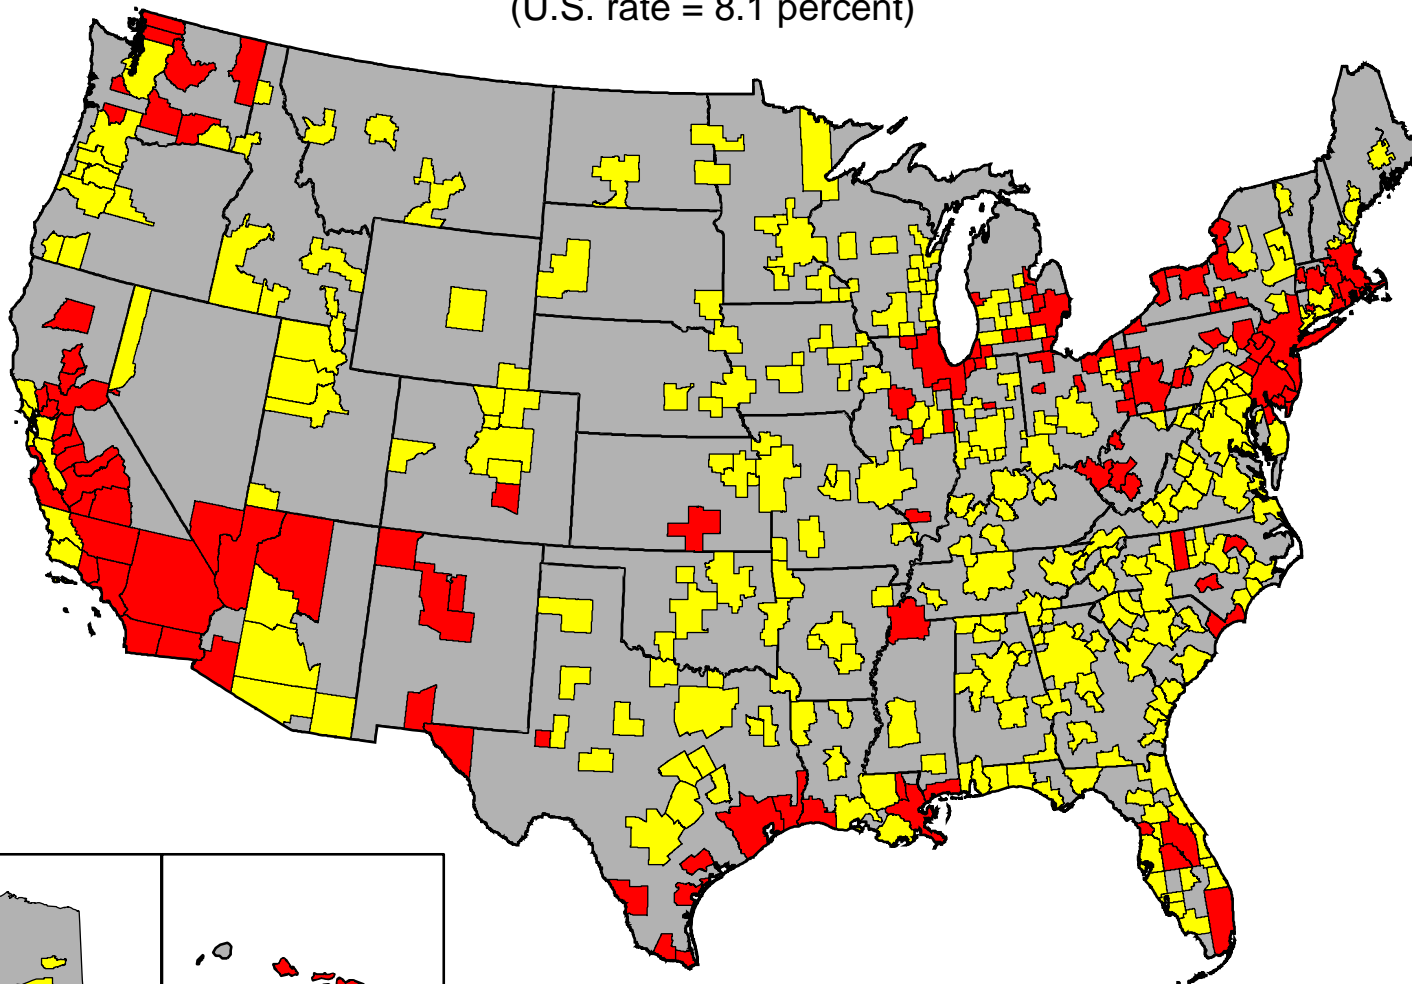 (U.S. rate = 8.1 percent)